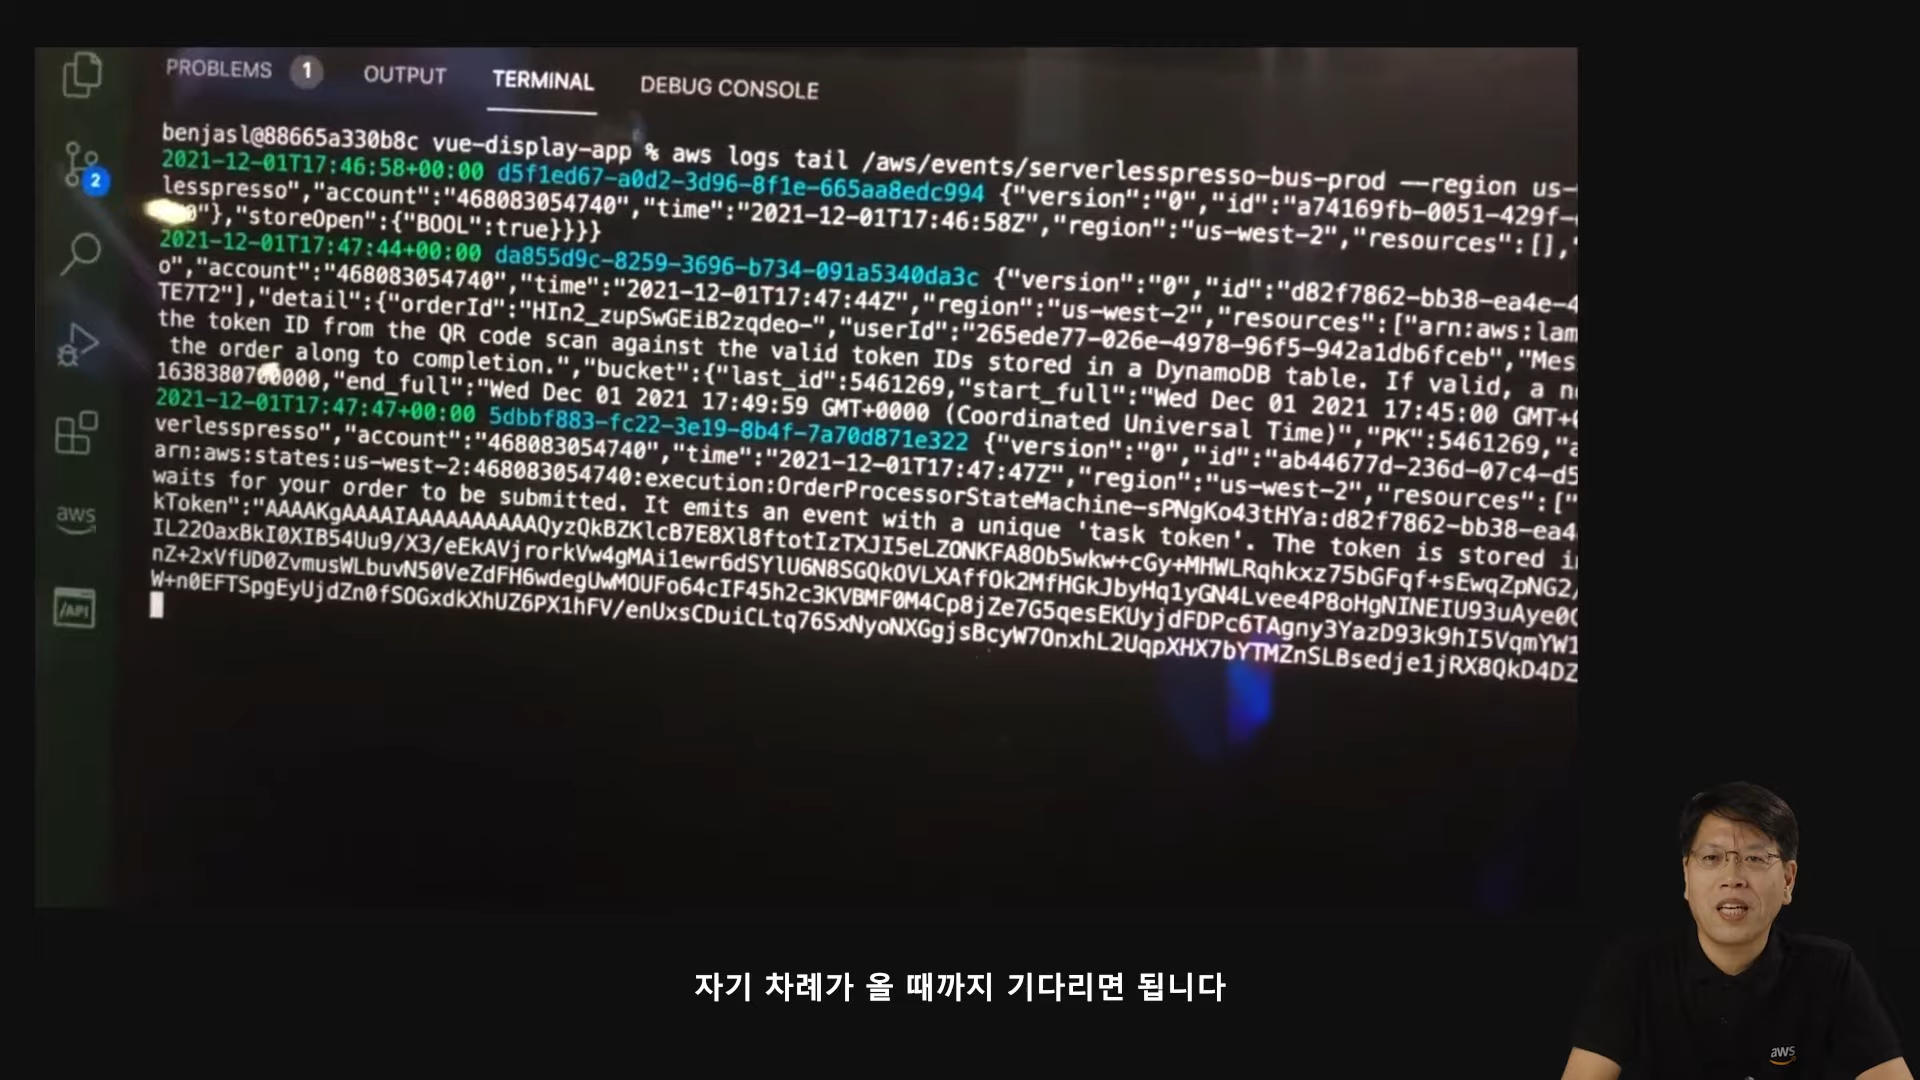 PROBLEMS 1 OUTPUT TERMINAL DEBUG CONSOLE
benjasl@88665a330b8c vue-display-app % aws logs tail /aws/events/serverlesspresso-bus-prod --region us-
2021-12-01T17:46:58+00:00 d5f1ed67-a0d2-3d96-8f1e-665aa8edc994 {"version":"0","id":"a74169fb-0051-429f-
lesspresso","account":"468083054740","time":"2021-12-01T17:46:58Z","region":"us-west-2","resources":[],"
"},"storeOpen":{"BOOL":true}}}}
2021-12-01T17:47:44+00:00 da855d9c-8259-3696-b734-091a5340da3c {"version":"0","id":"d82f7862-bb38-ea4e-4
o","account":"468083054740","time":"2021-12-01T17:47:44Z","region":"us-west-2","resources":["arn:aws:lam
TE7T2"],"detail":{"orderId":"HIn2_zupSwGEiB2zqdeo-","userId":"265ede77-026e-4978-96f5-942a1db6fceb","Mes
the token ID from the QR code scan against the valid token IDs stored in a DynamoDB table. If valid, a n
the order along to completion.","bucket":{"last_id":5461269,"start_full":"Wed Dec 01 2021 17:45:00 GMT+
1638380700000,"end_full":"Wed Dec 01 2021 17:49:59 GMT+0000 (Coordinated Universal Time)","PK":5461269,"a
2021-12-01T17:47:47+00:00 5dbbf883-fc22-3e19-8b4f-7a70d871e322 {"version":"0","id":"ab44677d-236d-07c4-d5
verlesspresso","account":"468083054740","time":"2021-12-01T17:47:47Z","region":"us-west-2","resources":["
arn:aws:states:us-west-2:468083054740:execution:OrderProcessorStateMachine-sPNgKo43tHYa:d82f7862-bb38-ea4
waits for your order to be submitted. It emits an event with a unique 'task token'. The token is stored i
kToken":"
2
aws
/API
aws
자기 차례가 올 때까지 기다리면 됩니다